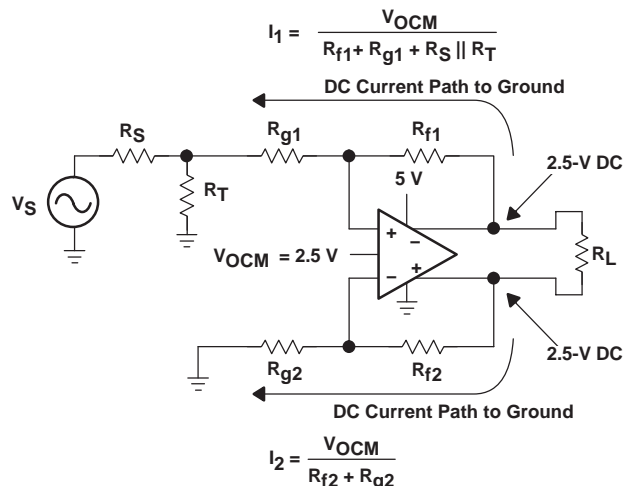 I1 = VOCM / Rf1+ Rg1 + RS || RT
DC Current Path to Ground
RS
Rg1
Rf1
2.5-V DC
5 V
RT
VS
+
−
VOCM = 2.5 V
RL
−
+
Rg2
Rf2
2.5-V DC
DC Current Path to Ground
I2 = VOCM / Rf2 + Rg2